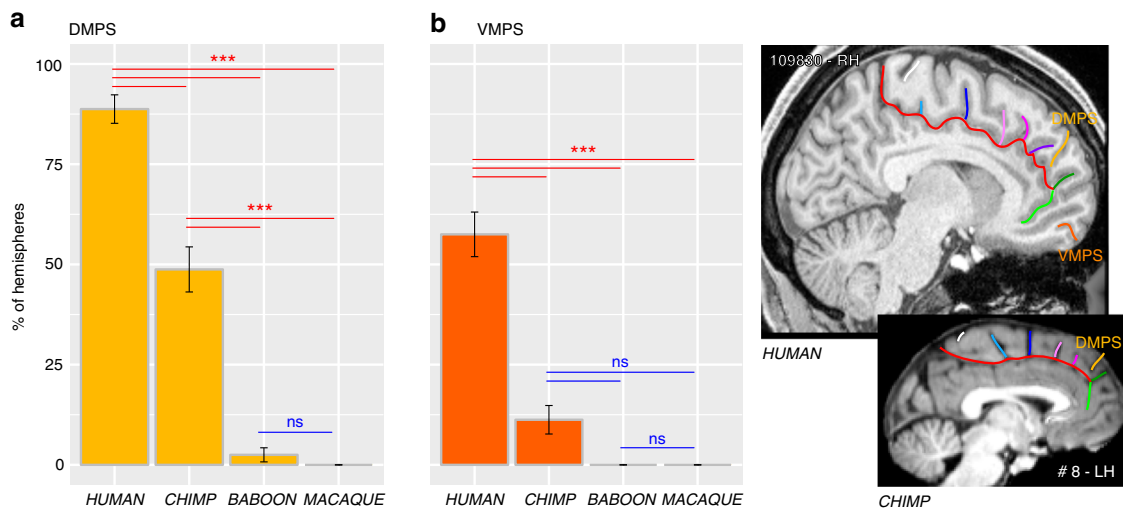 a
DMPS
% of hemispheres
100
75
50
25
0
***
***
ns
HUMAN CHIMP BABOON MACAQUE
b
VMPS
***
ns
ns
HUMAN CHIMP BABOON MACAQUE
109830 - RH
DMPS
VMPS
HUMAN
DMPS
# 8 - LH
CHIMP